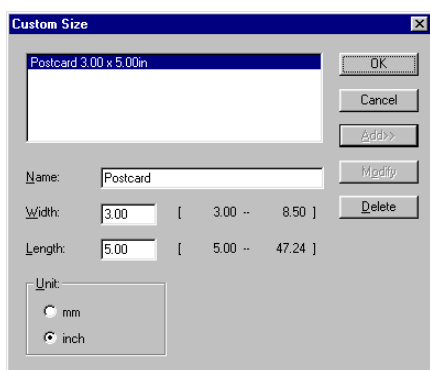 Custom Size
Postcard 3.00 x 5.00in
OK
Cancel
Add>>
Modify
Delete
Name: Postcard
Width: 3.00 [ 3.00 -- 8.50 ]
Length: 5.00 [ 5.00 -- 47.24 ]
Unit:
mm
inch